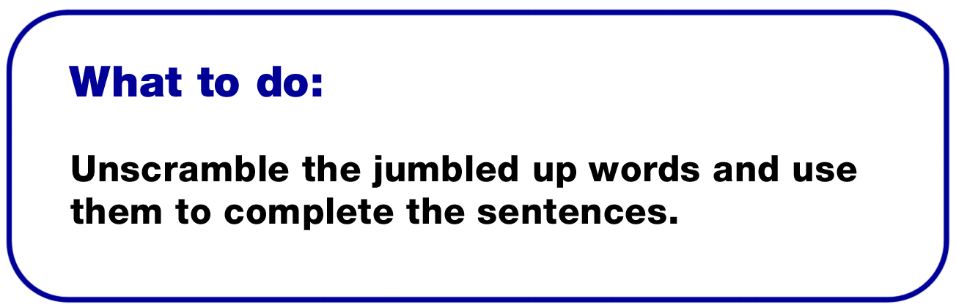 What to do:
Unscramble the jumbled up words and use
them to complete the sentences.